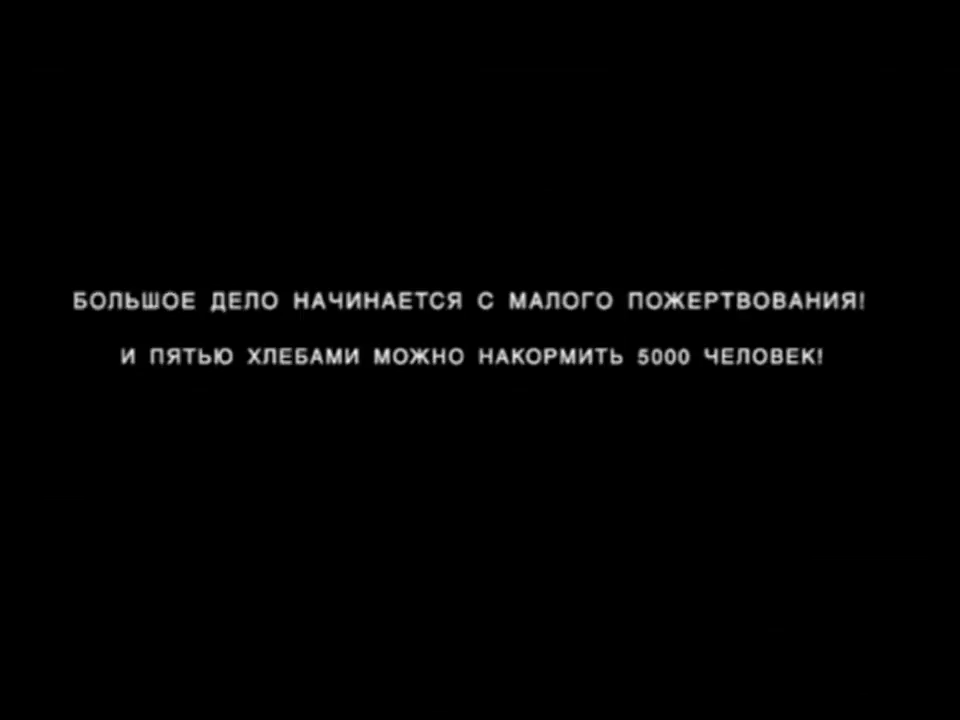 БОЛЬШОЕ ДЕЛО НАЧИНАЕТСЯ С МАЛОГО ПОЖЕРТВОВАНИЯ!
И ПЯТЬЮ ХЛЕБАМИ МОЖНО НАКОРМИТЬ 5000 ЧЕЛОВЕК!